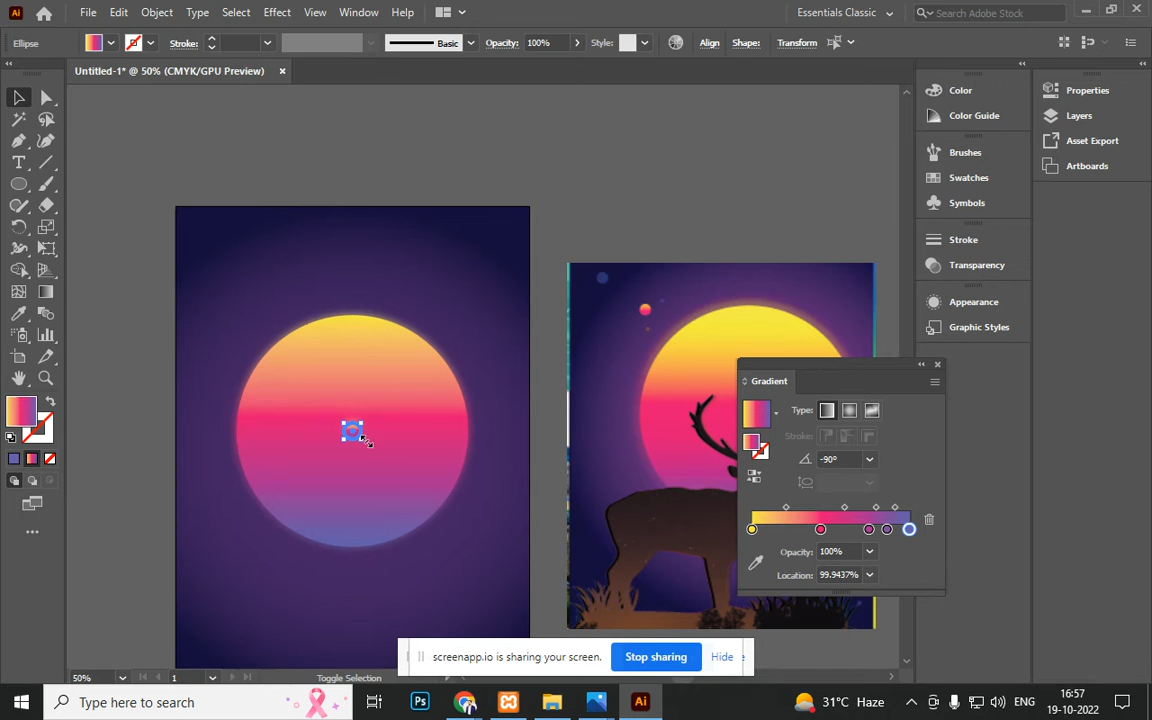 Ai File Edit Object Type Select Effect View Window Help Essentials Classic Search Adobe Stock
Ellipse Stroke: Basic Opacity: 100% Style: Align Shape: Transform
Untitled-1* @ 50% (CMYK/GPU Preview)
Color
Color Guide
Brushes
Swatches
Symbols
Stroke
Transparency
Appearance
Graphic Styles
Properties
Layers
Asset Export
Artboards
Gradient
Type:
Stroke:
-90°
Opacity: 100%
Location: 99.9437%
screenapp.io is sharing your screen. Stop sharing Hide
50% 1 Toggle Selection
Type here to search Ps Ai 31°C Haze ENG 16:57
19-10-2022